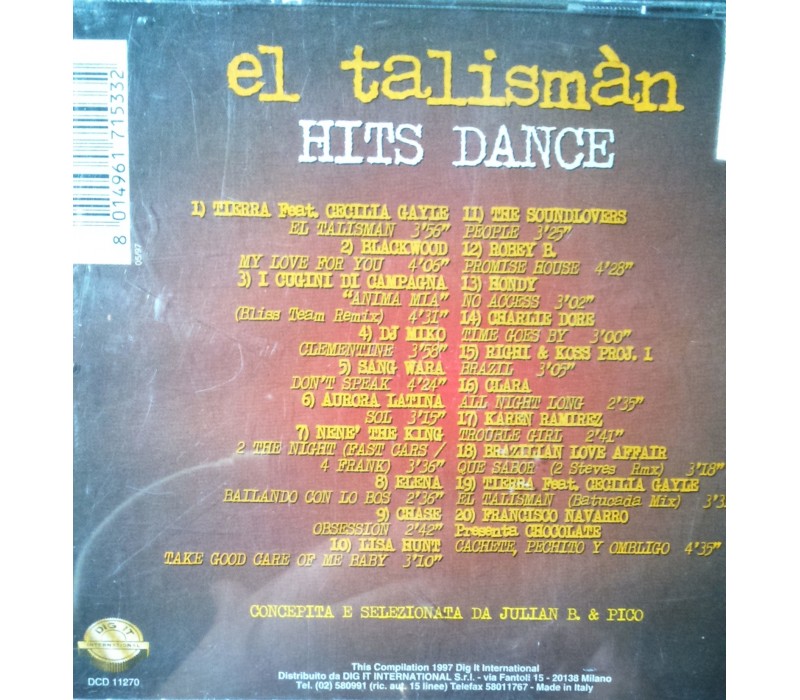 el talismàn
HITS DANCE
8 014961 715332
05/97
1) TIERRA Feat. CECILIA GAYLE
EL TALISMAN 3'56"
2) BLACKWOOD
MY LOVE FOR YOU 4'06"
3) I CUGINI DI CAMPAGNA
"ANIMA MIA"
(Bliss Team Remix) 4'31"
4) DJ MIKO
CLEMENTINE 3'58"
5) SANG WARA
DON'T SPEAK 4'24"
6) AURORA LATINA
SOL 3'15"
7) NENE' THE KING
2 THE NIGHT (FAST CARS /
4 FRANK) 3'36"
8) ELENA
BAILANDO CON LO BOS 2'36"
9) CHASE
OBSESSION 2'42"
10) LISA HUNT
TAKE GOOD CARE OF ME BABY 3'10"
11) THE SOUNDLOVERS
PEOPLE 3'25"
12) ROBEY B.
PROMISE HOUSE 4'28"
13) HONDY
NO ACCESS 3'02"
14) CHARLIE DORE
TIME GOES BY 3'00"
15) RIGHI & KOSS PROJ. 1
BRAZIL 3'05"
16) CLARA
ALL NIGHT LONG 2'35"
17) KAREN RAMIREZ
TROUBLE GIRL 2'41"
18) BRAZILIAN LOVE AFFAIR
QUE SABOR (2 Steves Rmx) 3'18"
19) TIERRA Feat. CECILIA GAYLE
EL TALISMAN (Batucada Mix)
20) FRANCISCO NAVARRO
Presenta CHOCOLATE
CACHETE, PECHITO Y OMBLIGO 4'35"
CONCEPITA E SELEZIONATA DA JULIAN B. & PICO
DIG IT
INTERNATIONAL
DCD 11270
This Compilation 1997 Dig It International
Distribuito da DIG IT INTERNATIONAL S.r.l. - via Fantoli 15 - 20138 Milano
Tel. (02) 580991 (ric. aut. 15 linee) Telefax 58011767 - Made in Italy